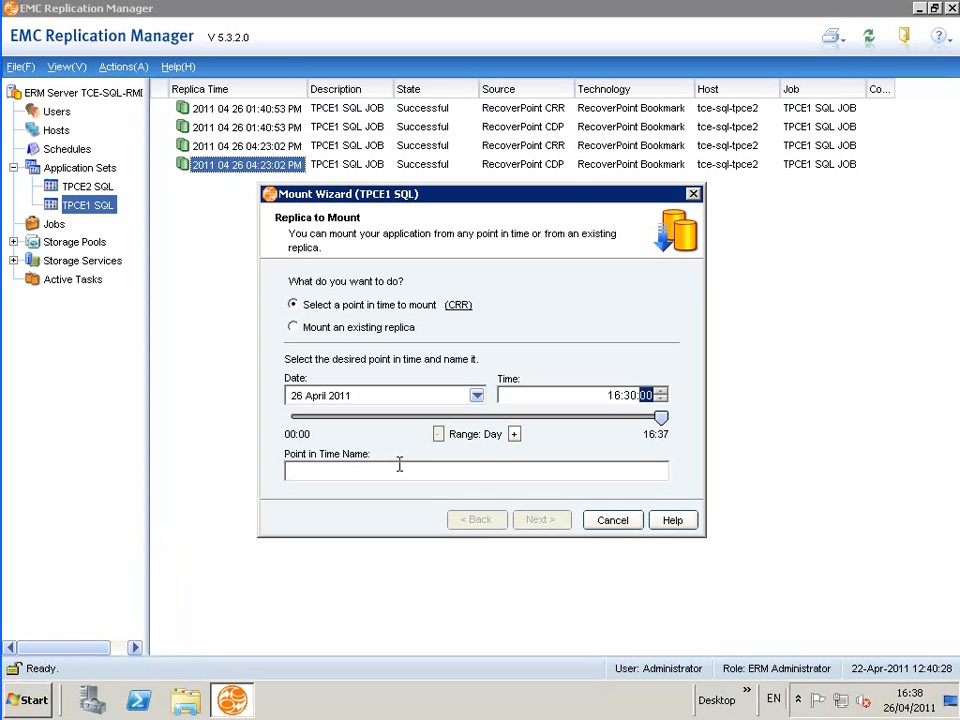 EMC Replication Manager
EMC Replication Manager V 5.3.2.0
File(F) View(V) Actions(A) Help(H)
ERM Server TCE-SQL-RMI
Users
Hosts
Schedules
Application Sets
TPCE2 SQL
TPCE1 SQL
Jobs
Storage Pools
Storage Services
Active Tasks
Replica Time Description State Source Technology Host Job Co...
2011 04 26 01:40:53 PM TPCE1 SQL JOB Successful RecoverPoint CRR RecoverPoint Bookmark tce-sql-tpce2 TPCE1 SQL JOB
2011 04 26 01:40:53 PM TPCE1 SQL JOB Successful RecoverPoint CDP RecoverPoint Bookmark tce-sql-tpce2 TPCE1 SQL JOB
2011 04 26 04:23:02 PM TPCE1 SQL JOB Successful RecoverPoint CRR RecoverPoint Bookmark tce-sql-tpce2 TPCE1 SQL JOB
2011 04 26 04:23:02 PM TPCE1 SQL JOB Successful RecoverPoint CDP RecoverPoint Bookmark tce-sql-tpce2 TPCE1 SQL JOB
Mount Wizard (TPCE1 SQL)
Replica to Mount
You can mount your application from any point in time or from an existing
replica.
What do you want to do?
Select a point in time to mount (CRR)
Mount an existing replica
Select the desired point in time and name it.
Date: Time:
26 April 2011 16:30:00
00:00 - Range: Day + 16:37
Point in Time Name:
< Back Next > Cancel Help
Ready. User: Administrator Role: ERM Administrator 22-Apr-2011 12:40:28
Start Desktop » EN 16:38
26/04/2011